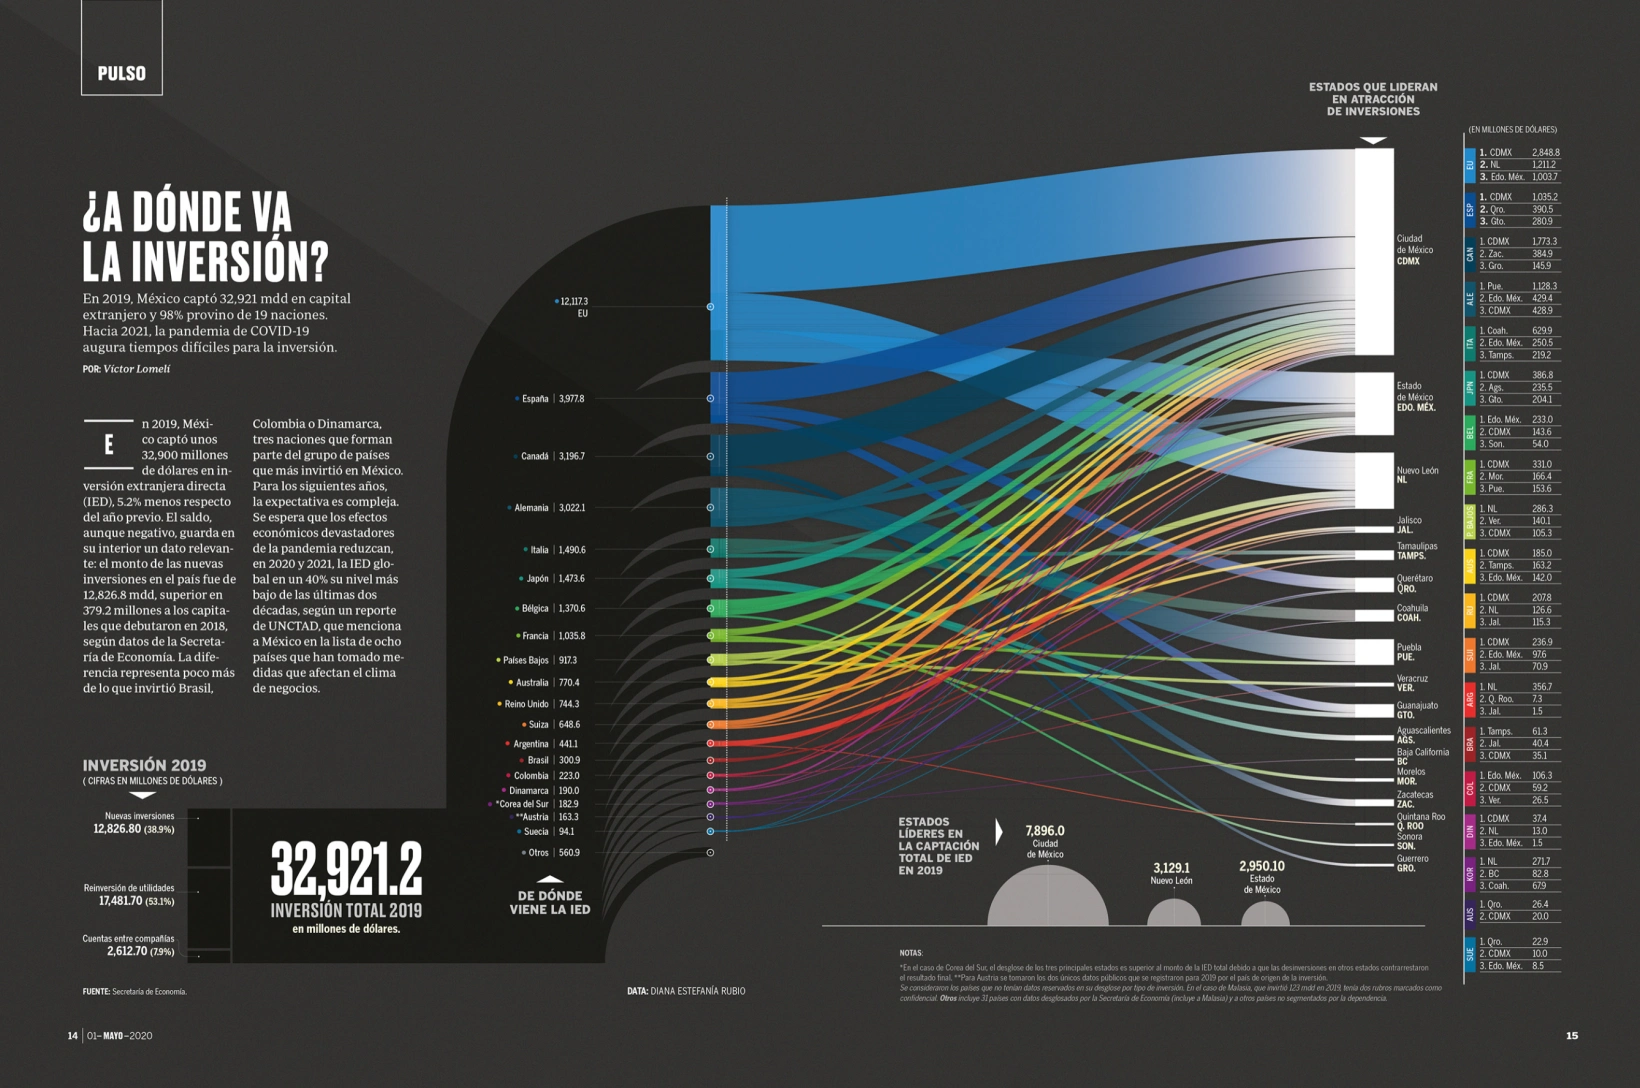 PULSO
¿A DÓNDE VA
LA INVERSIÓN?
En 2019, México captó 32,921 mdd en capital
extranjero y 98% provino de 19 naciones.
Hacia 2021, la pandemia de COVID-19
augura tiempos difíciles para la inversión.
POR: Víctor Lomelí
E
n 2019, Méxi-
co captó unos
32,900 millones
de dólares en in-
versión extranjera directa
(IED), 5.2% menos respecto
del año previo. El saldo,
aunque negativo, guarda en
su interior un dato relevan-
te: el monto de las nuevas
inversiones en el país fue de
12,826.8 mdd, superior en
379.2 millones a los capita-
les que debutaron en 2018,
según datos de la Secreta-
ría de Economía. La dife-
rencia representa poco más
de lo que invirtió Brasil,
Colombia o Dinamarca,
tres naciones que forman
parte del grupo de países
que más invirtió en México.
Para los siguientes años,
la expectativa es compleja.
Se espera que los efectos
económicos devastadores
de la pandemia reduzcan,
en 2020 y 2021, la IED glo-
bal en un 40% su nivel más
bajo de las últimas dos
décadas, según un reporte
de UNCTAD, que menciona
a México en la lista de ocho
países que han tomado me-
didas que afectan el clima
de negocios.
INVERSIÓN 2019
( CIFRAS EN MILLONES DE DÓLARES )
Nuevas inversiones
12,826.80 (38.9%)
Reinversión de utilidades
17,481.70 (53.1%)
Cuentas entre compañías
2,612.70 (7.9%)
32,921.2
INVERSIÓN TOTAL 2019
en millones de dólares.
FUENTE: Secretaría de Economía.
14 | 01–MAYO–2020
12,117.3
EU
España | 3,977.8
Canadá | 3,196.7
Alemania | 3,022.1
Italia | 1,490.6
Japón | 1,473.6
Bélgica | 1,370.6
Francia | 1,035.8
Países Bajos | 917.3
Australia | 770.4
Reino Unido | 744.3
Suiza | 648.6
Argentina | 441.1
Brasil | 300.9
Colombia | 223.0
Dinamarca | 190.0
*Corea del Sur | 182.9
**Austria | 163.3
Suecia | 94.1
Otros | 560.9
DE DÓNDE
VIENE LA IED
DATA: DIANA ESTEFANÍA RUBIO
ESTADOS QUE LIDERAN
EN ATRACCIÓN
DE INVERSIONES
Ciudad
de México
CDMX
Estado
de México
EDO. MÉX.
Nuevo León
NL
Jalisco
JAL.
Tamaulipas
TAMPS.
Querétaro
QRO.
Coahuila
COAH.
Puebla
PUE.
Veracruz
VER.
Guanajuato
GTO.
Aguascalientes
AGS.
Baja California
BC
Morelos
MOR.
Zacatecas
ZAC.
Quintana Roo
Q. ROO
Sonora
SON.
Guerrero
GRO.
ESTADOS
LÍDERES EN
LA CAPTACIÓN
TOTAL DE IED
EN 2019
7,896.0
Ciudad
de México
3,129.1
Nuevo León
2,950.10
Estado
de México
NOTAS:
*En el caso de Corea del Sur, el desglose de los tres principales estados es superior al monto de la IED total debido a que las desinversiones en otros estados contrarrestaron
el resultado final. **Para Austria se tomaron los dos únicos datos públicos que se registraron para 2019 por el país de origen de la inversión.
Se consideraron los países que no tenían datos reservados en su desglose por tipo de inversión. En el caso de Malasia, que invirtió 123 mdd en 2019, tenía dos rubros marcados como
confidencial. Otros incluye 31 países con datos desglosados por la Secretaría de Economía (incluye a Malasia) y a otros países no segmentados por la dependencia.
(EN MILLONES DE DÓLARES)
EU
1. CDMX 2,848.8
2. NL 1,211.2
3. Edo. Méx. 1,003.7
ESP
1. CDMX 1,035.2
2. Qro. 390.5
3. Gto. 280.9
CAN
1. CDMX 1,773.3
2. Zac. 384.9
3. Gro. 145.9
ALE
1. Pue. 1,128.3
2. Edo. Méx. 429.4
3. CDMX 428.9
ITA
1. Coah. 629.9
2. Edo. Méx. 250.5
3. Tamps. 219.2
JPN
1. CDMX 386.8
2. Ags. 235.5
3. Gto. 204.1
BEL
1. Edo. Méx. 233.0
2. CDMX 143.6
3. Son. 54.0
FRA
1. CDMX 331.0
2. Mor. 166.4
3. Pue. 153.6
P. BAJOS
1. NL 286.3
2. Ver. 140.1
3. CDMX 105.3
AUS
1. CDMX 185.0
2. Tamps. 163.2
3. Edo. Méx. 142.0
RU
1. CDMX 207.8
2. NL 126.6
3. Jal. 115.3
SUI
1. CDMX 236.9
2. Edo. Méx. 97.6
3. Jal. 70.9
ARG
1. NL 356.7
2. Q. Roo. 7.3
3. Jal. 1.5
BRA
1. Tamps. 61.3
2. Jal. 40.4
3. CDMX 35.1
COL
1. Edo. Méx. 106.3
2. CDMX 59.2
3. Ver. 26.5
DIN
1. CDMX 37.4
2. NL 13.0
3. Edo. Méx. 1.5
KOR
1. NL 271.7
2. BC 82.8
3. Coah. 67.9
AUS
1. Qro. 26.4
2. CDMX 20.0
SUE
1. Qro. 22.9
2. CDMX 10.0
3. Edo. Méx. 8.5
15